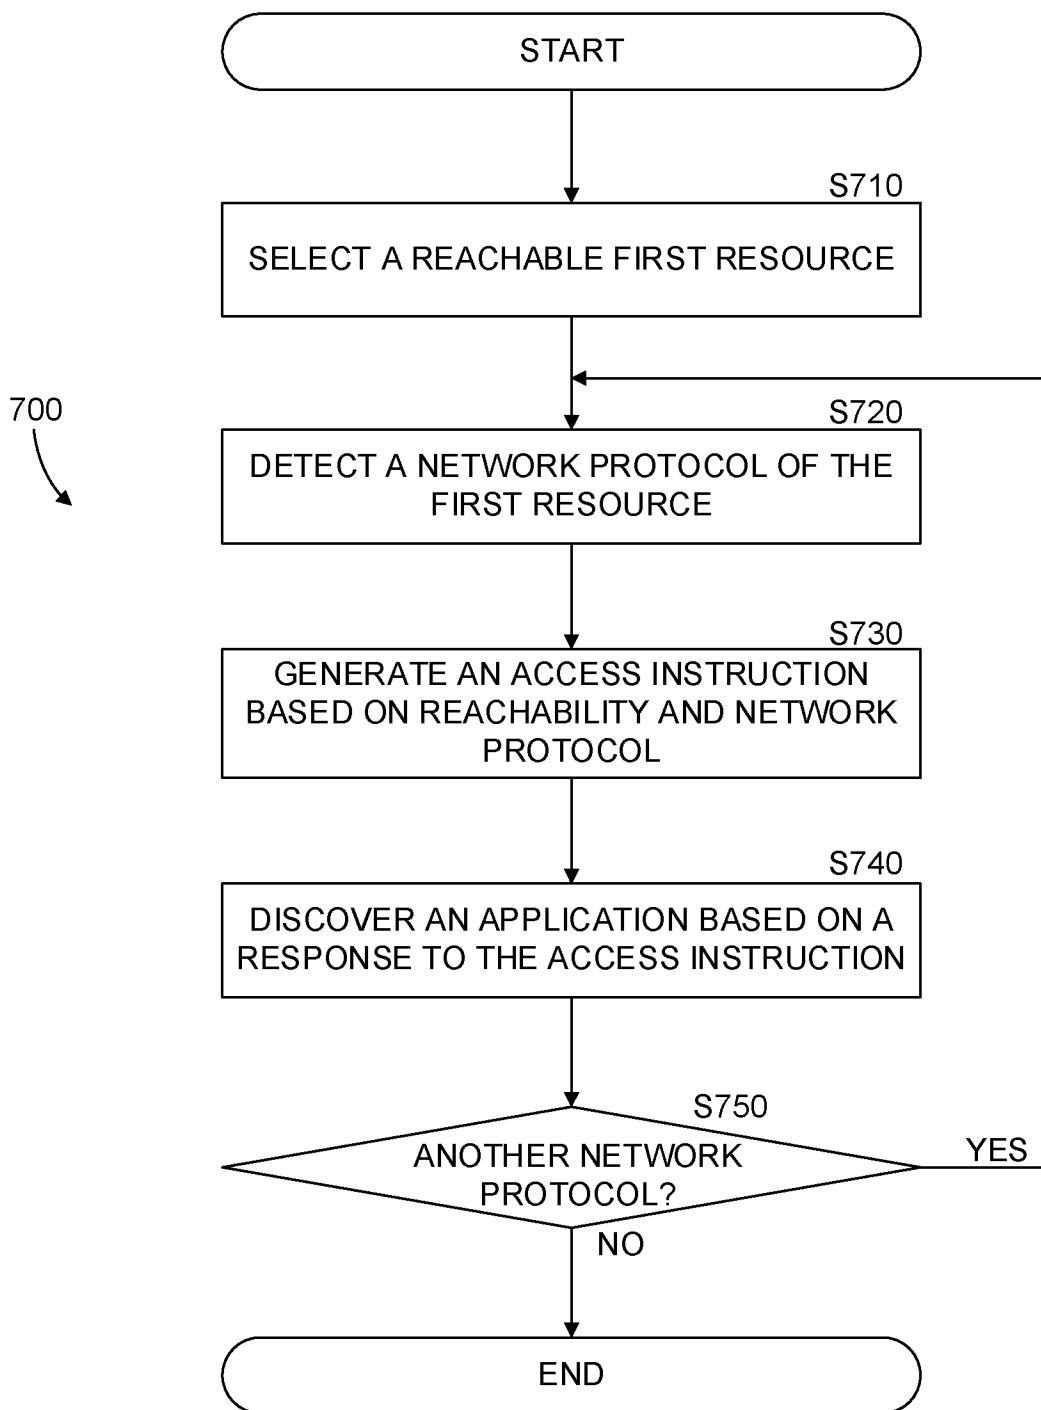 START
S710
SELECT A REACHABLE FIRST RESOURCE
700
S720
DETECT A NETWORK PROTOCOL OF THE
FIRST RESOURCE
S730
GENERATE AN ACCESS INSTRUCTION
BASED ON REACHABILITY AND NETWORK
PROTOCOL
S740
DISCOVER AN APPLICATION BASED ON A
RESPONSE TO THE ACCESS INSTRUCTION
S750
ANOTHER NETWORK
PROTOCOL?
YES
NO
END